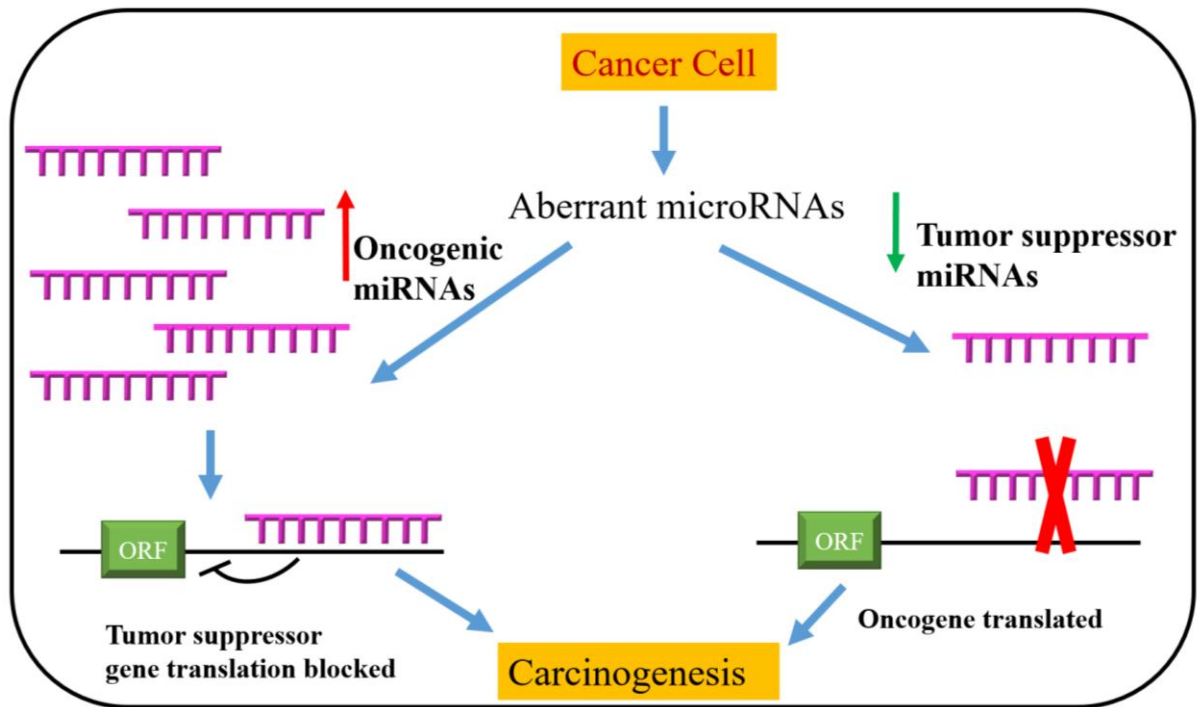 Cancer Cell
Aberrant microRNAs
Oncogenic
miRNAs
Tumor suppressor
miRNAs
ORF
ORF
Tumor suppressor
gene translation blocked
Oncogene translated
Carcinogenesis